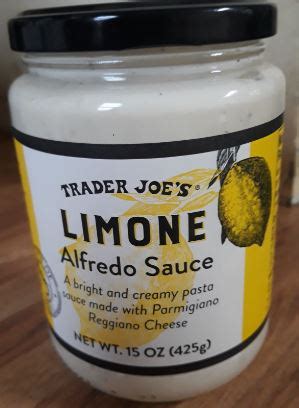 TRADER JOE'S®
LIMONE
Alfredo Sauce
A bright and creamy pasta
sauce made with Parmigiano
Reggiano Cheese
NET WT. 15 OZ (425g)